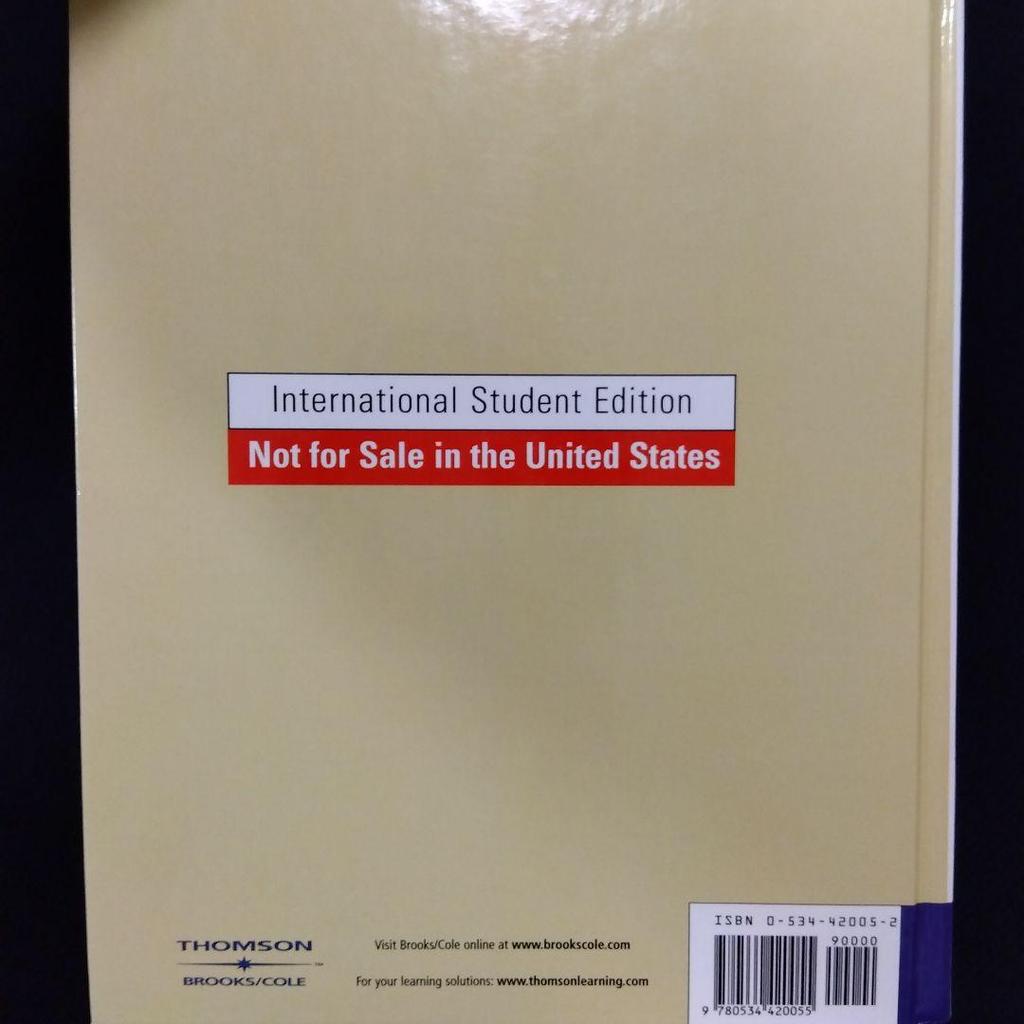 International Student Edition
Not for Sale in the United States
THOMSON
BROOKS/COLE
™
Visit Brooks/Cole online at www.brookscole.com
For your learning solutions: www.thomsonlearning.com
ISBN 0-534-42005-2
90000
9 780534 420055